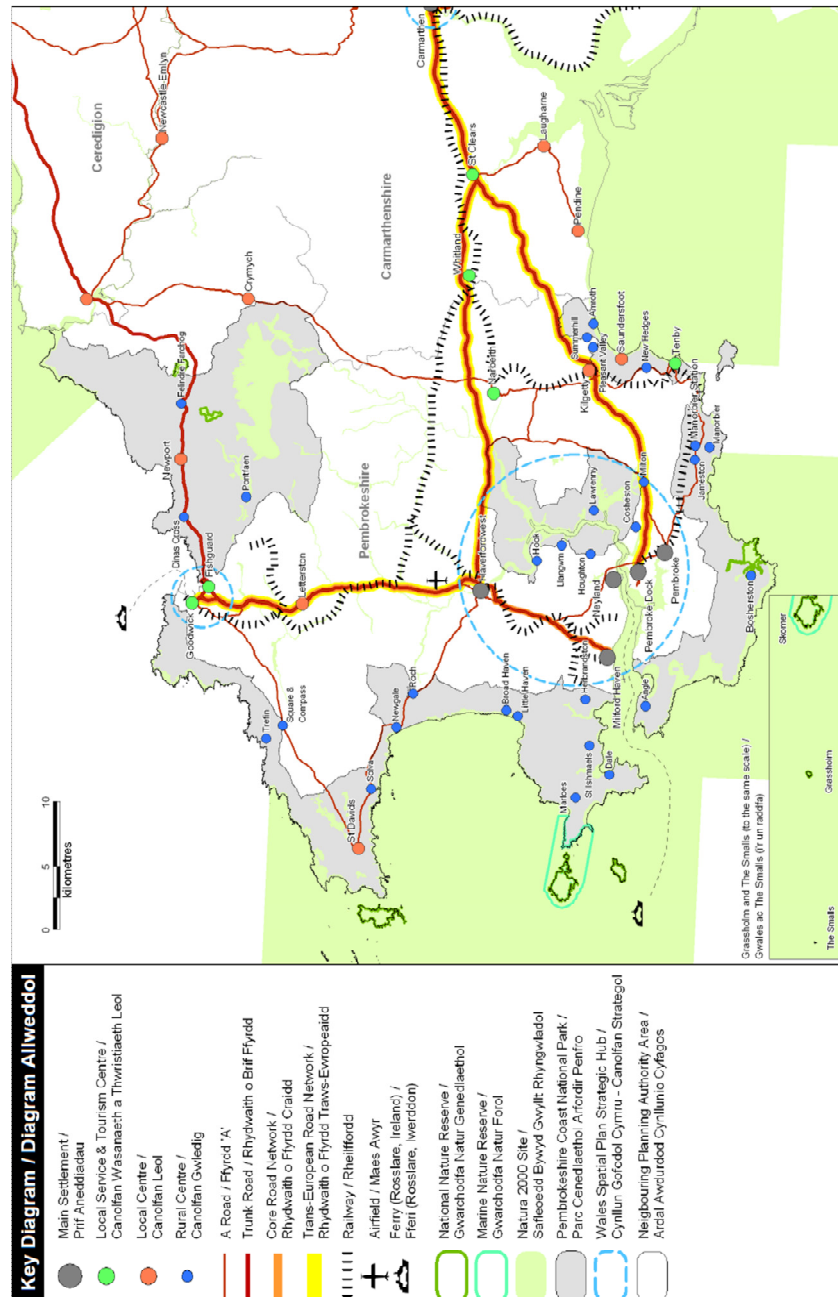 Key Diagram / Diagram Allweddol
Main Settlement /
Prif Aneddiadau
Local Service & Tourism Centre /
Canolfan Wasanaeth a Thwristiaeth Leol
Local Centre /
Canolfan Leol
Rural Centre /
Canolfan Gwledig
A Road / Ffyrdd 'A'
Trunk Road / Rhydwaith o Brif Ffyrdd
Core Road Network /
Rhydwaith o Ffyrdd Craidd
Trans-European Road Network /
Rhydwaith o Ffyrdd Traws-Ewropeaidd
Railway / Rheilffordd
Airfield / Maes Awyr
Ferry (Rosslare, Ireland) /
Fferi (Rosslare, Iwerddon)
National Nature Reserve /
Gwarchodfa Natur Genedlaethol
Marine Nature Reserve /
Gwarchodfa Natur Forol
Natura 2000 Site /
Safleoedd Bywyd Gwyllt Rhyngwladol
Pembrokeshire Coast National Park /
Parc Cenedlaethol Arfordir Penfro
Wales Spatial Plan Strategic Hub /
Cynllun Gofodol Cymru - Canolfan Strategol
Neigbouring Planning Authority Area /
Ardal Awdurdod Cynllunio Cyfagos
0 5 10
kilometres
Ceredigion
Carmarthenshire
Pembrokeshire
Newcastle Emlyn
Crymych
Felindre Farchog
Newport
Pontfaen
Dinas Cross
Fishguard
Goodwick
Letterston
Trefin
Square &
Compass
St Davids
Solva
Newgale
Roch
Haverfordwest
Broad Haven
Little Haven
Marloes
St Ishmaels
Dale
Herbrandston
Milford Haven
Angle
Hook
Llangwm
Houghton
Neyland
Lawrenny
Cosheston
Milton
Pembroke Dock
Pembroke
Bosherston
Jameston
Manorbier Station
Manorbier
Tenby
New Hedges
Saundersfoot
Pleasant Valley
Summerhill
Amroth
Kilgetty
Narberth
Whitland
St Clears
Carmarthen
Laugharne
Pendine
Grassholm and The Smalls (to the same scale) /
Gwales ac The Smalls (i'r un raddfa)
Skomer
Grassholm
The Smalls